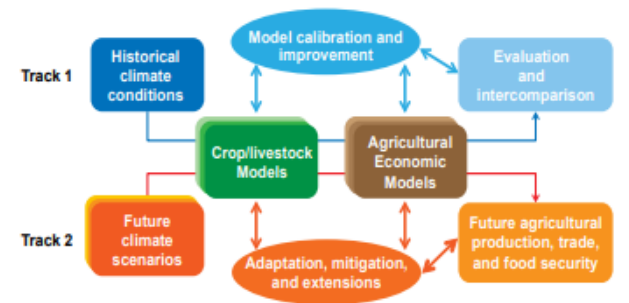 Model calibration and
improvement
Track 1
Historical
climate
conditions
Evaluation
and
intercomparison
Crop/livestock
Models
Agricultural
Economic
Models
Track 2
Future
climate
scenarios
Adaptation, mitigation,
and extensions
Future agricultural
production, trade,
and food security